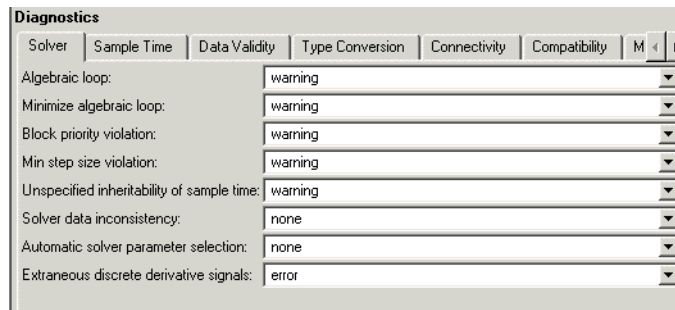 Diagnostics
Solver Sample Time Data Validity Type Conversion Connectivity Compatibility M
Algebraic loop: warning
Minimize algebraic loop: warning
Block priority violation: warning
Min step size violation: warning
Unspecified inheritability of sample time: warning
Solver data inconsistency: none
Automatic solver parameter selection: none
Extraneous discrete derivative signals: error